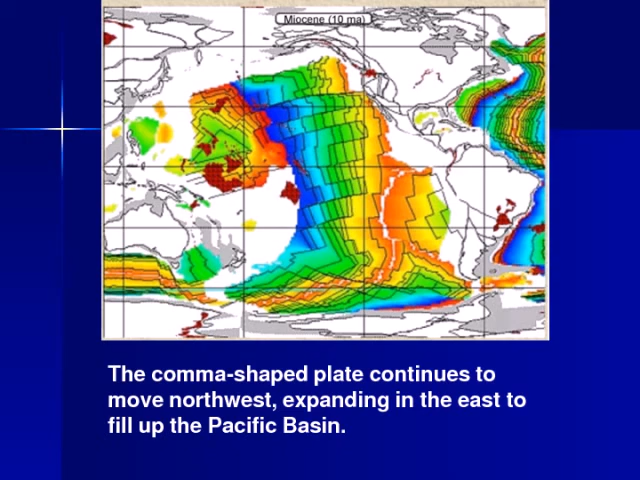 Miocene (10 ma)
The comma-shaped plate continues to
move northwest, expanding in the east to
fill up the Pacific Basin.